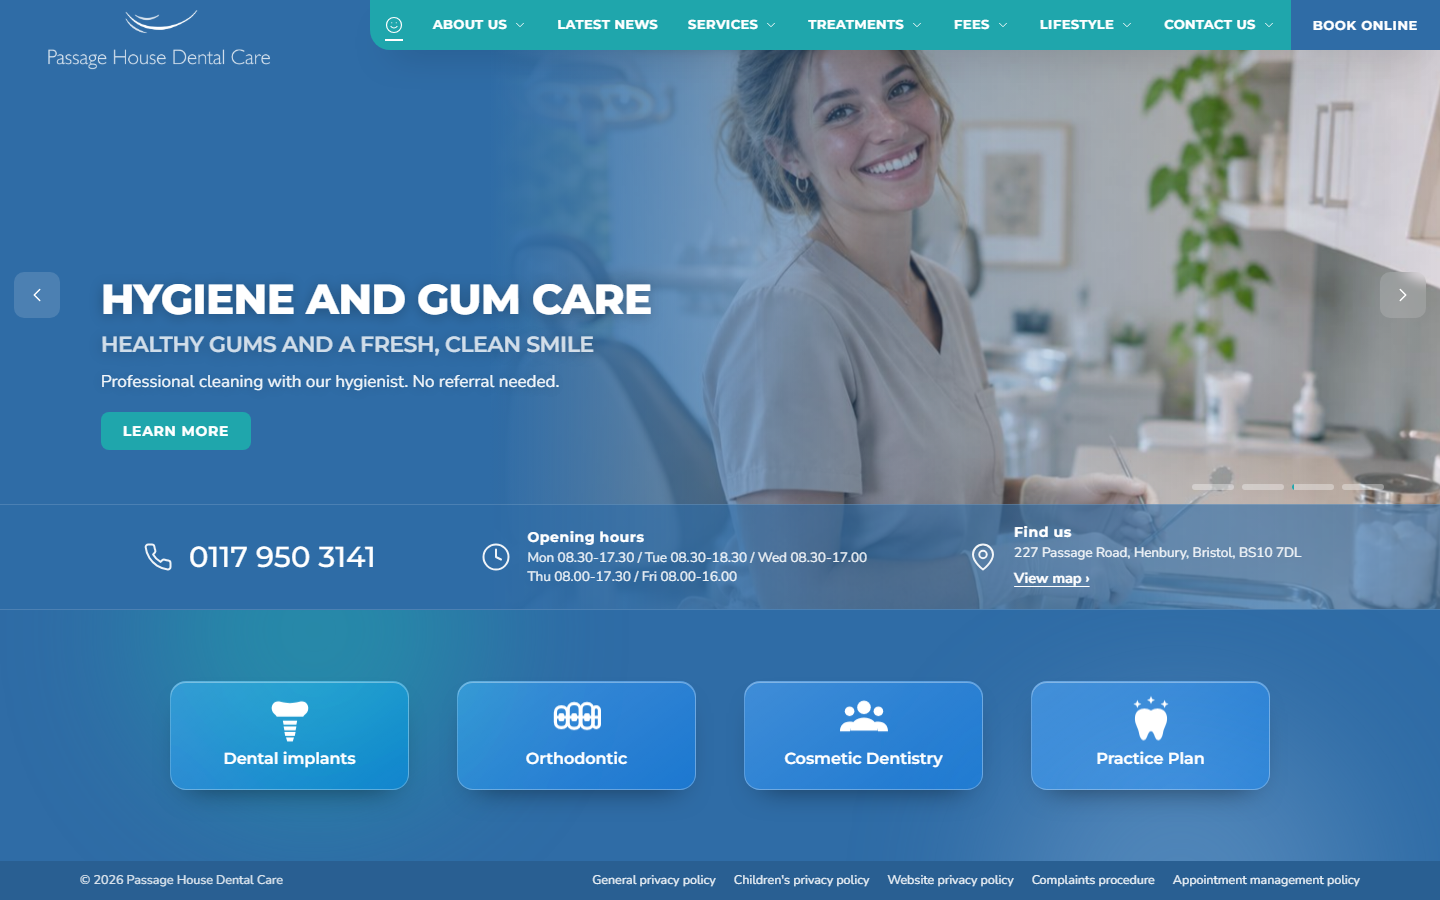 Passage House Dental Care
ABOUT US
LATEST NEWS
SERVICES
TREATMENTS
FEES
LIFESTYLE
CONTACT US
BOOK ONLINE
HYGIENE AND GUM CARE
HEALTHY GUMS AND A FRESH, CLEAN SMILE
Professional cleaning with our hygienist. No referral needed.
LEARN MORE
0117 950 3141
Opening hours
Mon 08.30-17.30 / Tue 08.30-18.30 / Wed 08.30-17.00
Thu 08.00-17.30 / Fri 08.00-16.00
Find us
227 Passage Road, Henbury, Bristol, BS10 7DL
View map ›
Dental implants
Orthodontic
Cosmetic Dentistry
Practice Plan
© 2026 Passage House Dental Care
General privacy policy
Children's privacy policy
Website privacy policy
Complaints procedure
Appointment management policy